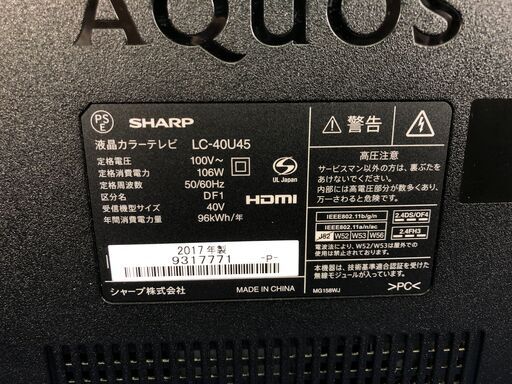 AQUOS
PS
E
SHARP
液晶カラーテレビ LC-40U45
定格電圧 100V~
定格消費電力 106W
定格周波数 50/60Hz
区分名 DF1
受信機型サイズ 40V
年間消費電力量 96kWh/年
UL Japan
HDMI
2017年製
9317771 -P-
シャープ株式会社 MADE IN CHINA
警告
高圧注意
サービスマン以外の方は、裏ぶたを
あけないでください。
内部には高電圧部分が数多くあり、
万一さわると危険です。
IEEE802.11b/g/n 2.4DS/OF4
IEEE802.11a/n/ac
J52 W52 W53 W56 2.4FH3
電波法により、W52/W53は屋外での
使用は禁じられています。
本機器は、技術基準適合認証を受けた
無線モジュールが入っています。
MG158WJ >PC<